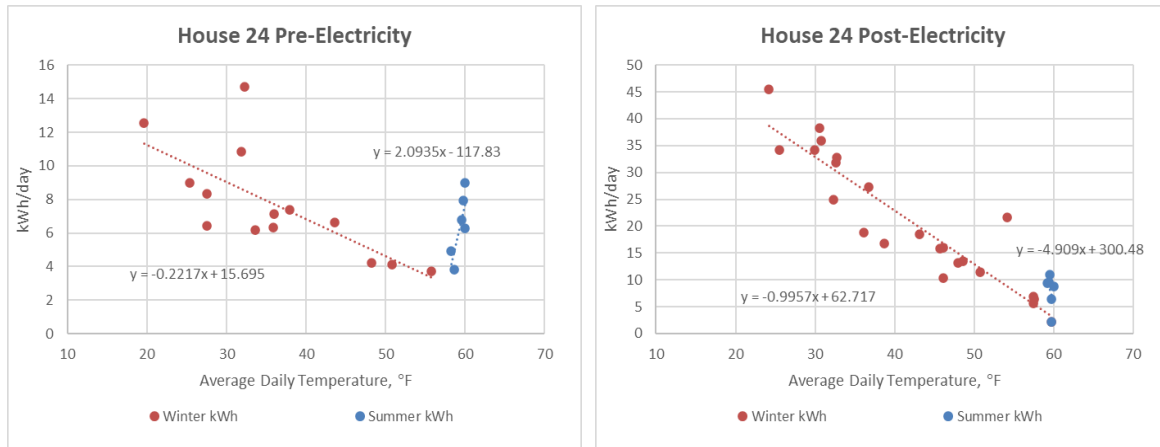 House 24 Pre-Electricity
16
14
12
10
8
6
4
2
0
kWh/day
y = 2.0935x - 117.83
y = -0.2217x + 15.695
10 20 30 40 50 60 70
Average Daily Temperature, °F
Winter kWh Summer kWh
House 24 Post-Electricity
50
45
40
35
30
25
20
15
10
5
0
kWh/day
y = -4.909x + 300.48
y = -0.9957x + 62.717
10 20 30 40 50 60 70
Average Daily Temperature, °F
Winter kWh Summer kWh